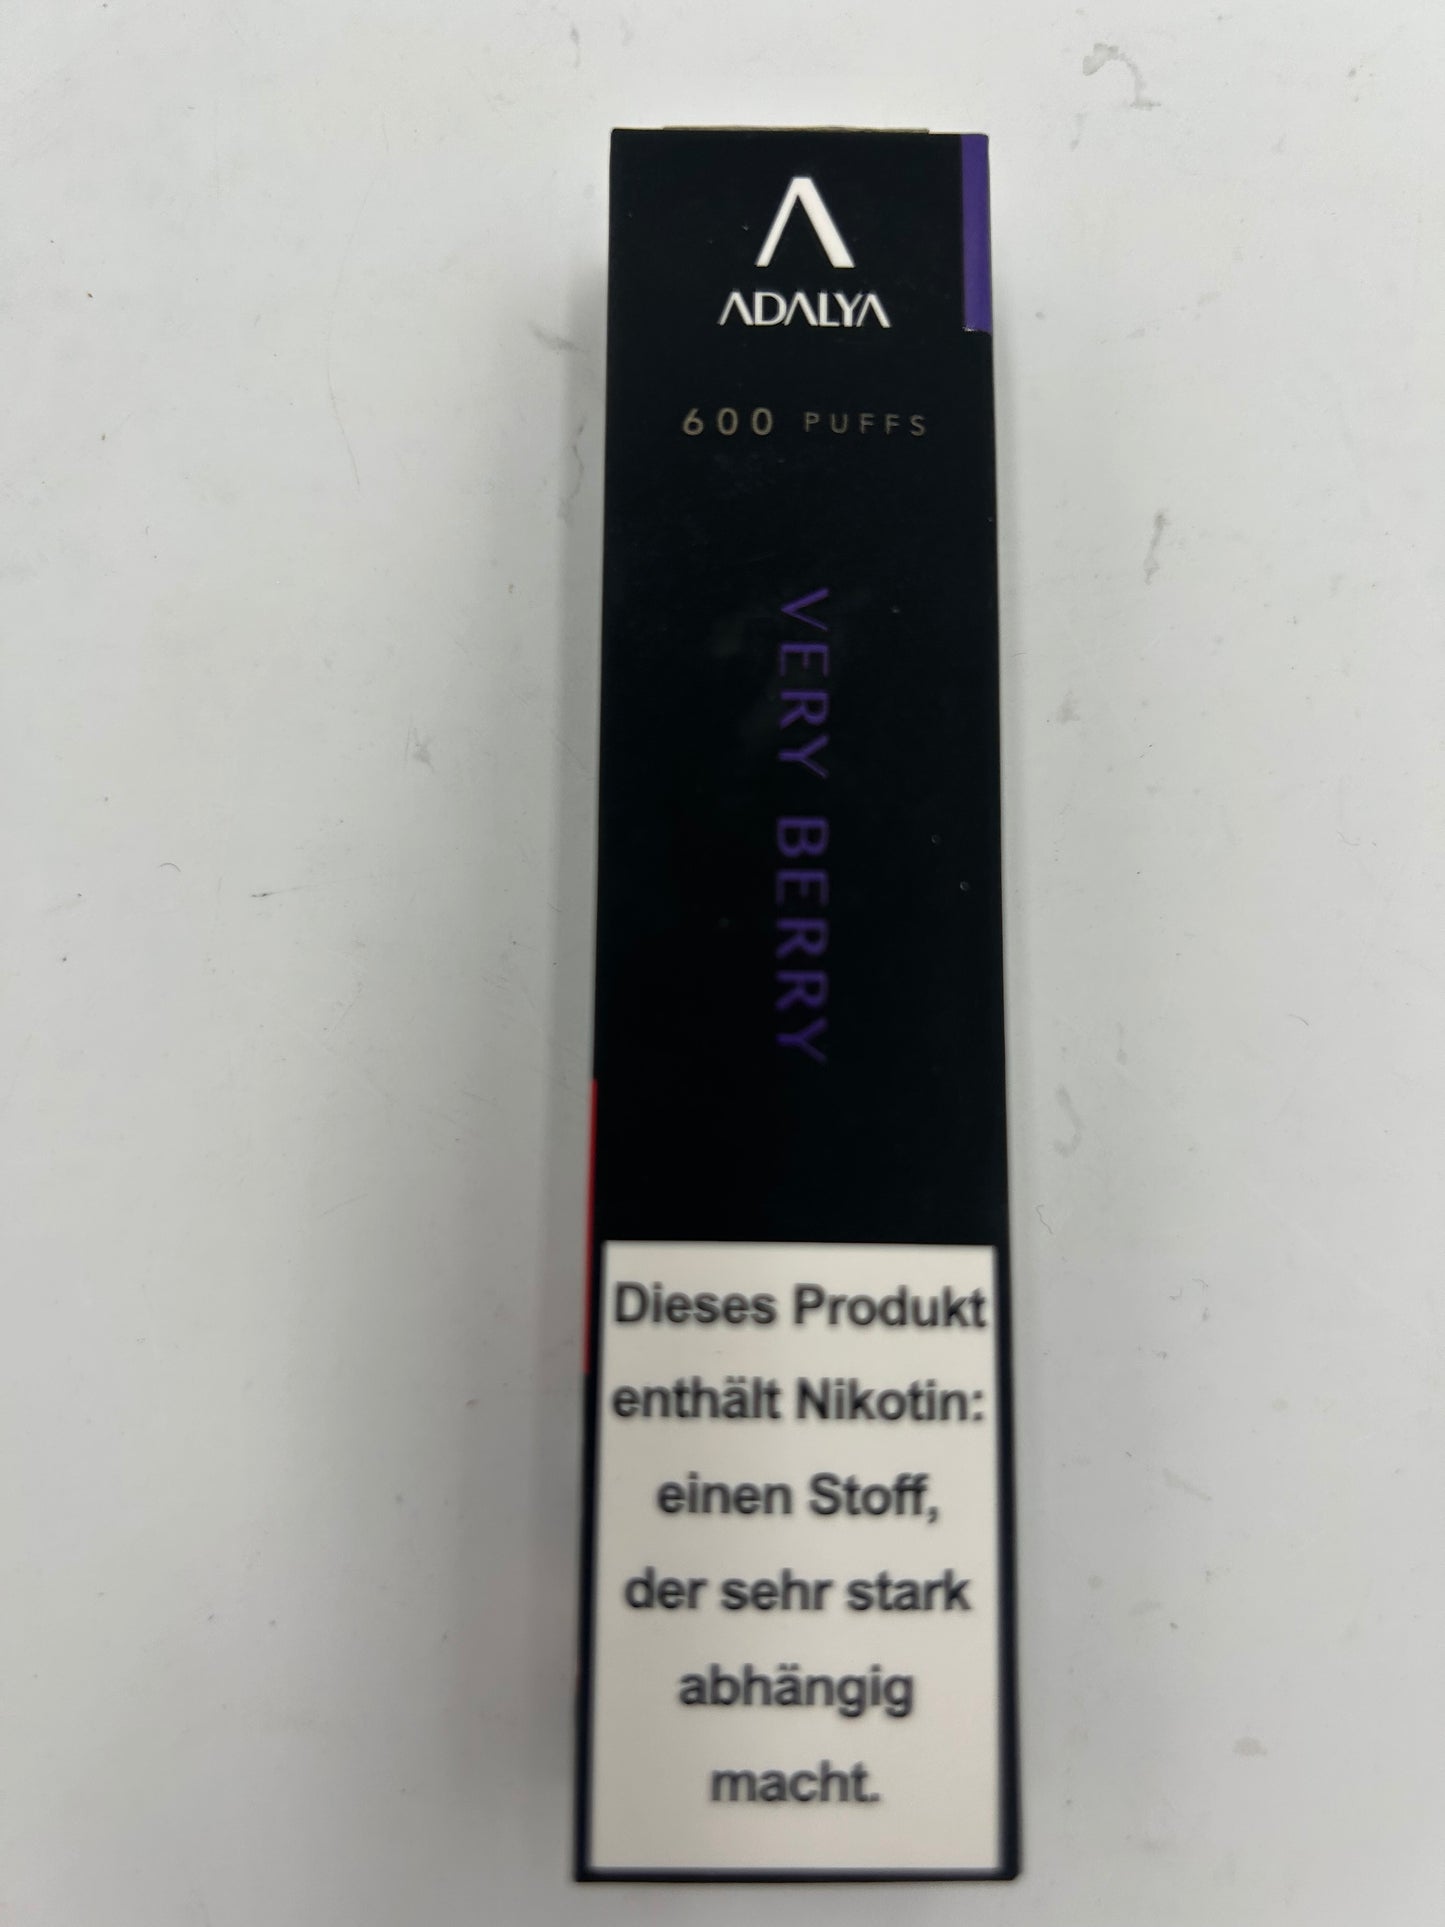 ADALYA
600 PUFFS
VERY BERRY
Dieses Produkt
enthält Nikotin:
einen Stoff,
der sehr stark
abhängig
macht.